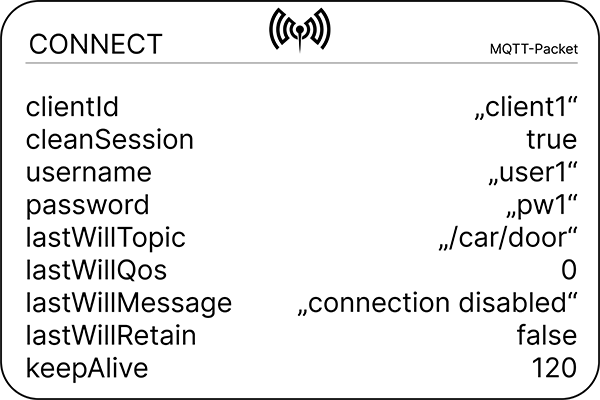 CONNECT MQTT-Packet
clientId „client1“
cleanSession true
username „user1“
password „pw1“
lastWillTopic „/car/door“
lastWillQos 0
lastWillMessage „connection disabled“
lastWillRetain false
keepAlive 120